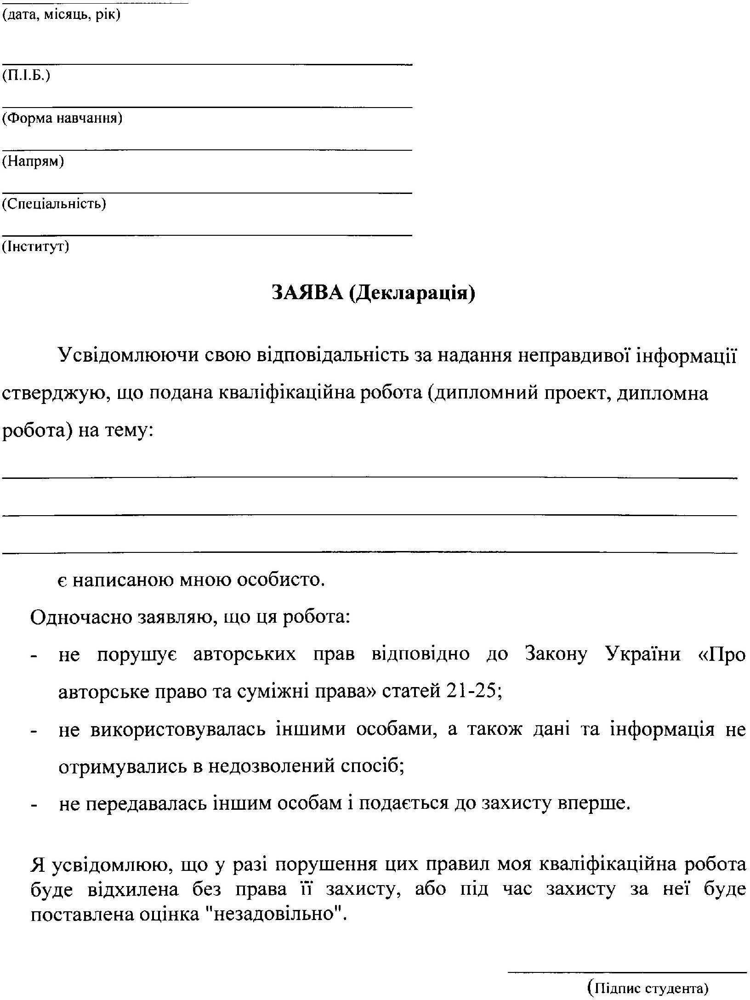 (дата, місяць, рік)
(П.І.Б.)
(Форма навчання)
(Напрям)
(Спеціальність)
(Інститут)
ЗАЯВА (Декларація)
Усвідомлюючи свою відповідальність за надання неправдивої інформації
стверджую, що подана кваліфікаційна робота (дипломний проект, дипломна
робота) на тему:
є написаною мною особисто.
Одночасно заявляю, що ця робота:
- не порушує авторських прав відповідно до Закону України «Про
авторське право та суміжні права» статей 21-25;
- не використовувалась іншими особами, а також дані та інформація не
отримувались в недозволений спосіб;
- не передавалась іншим особам і подається до захисту вперше.
Я усвідомлюю, що у разі порушення цих правил моя кваліфікаційна робота
буде відхилена без права її захисту, або під час захисту за неї буде
поставлена оцінка "незадовільно".
(Підпис студента)